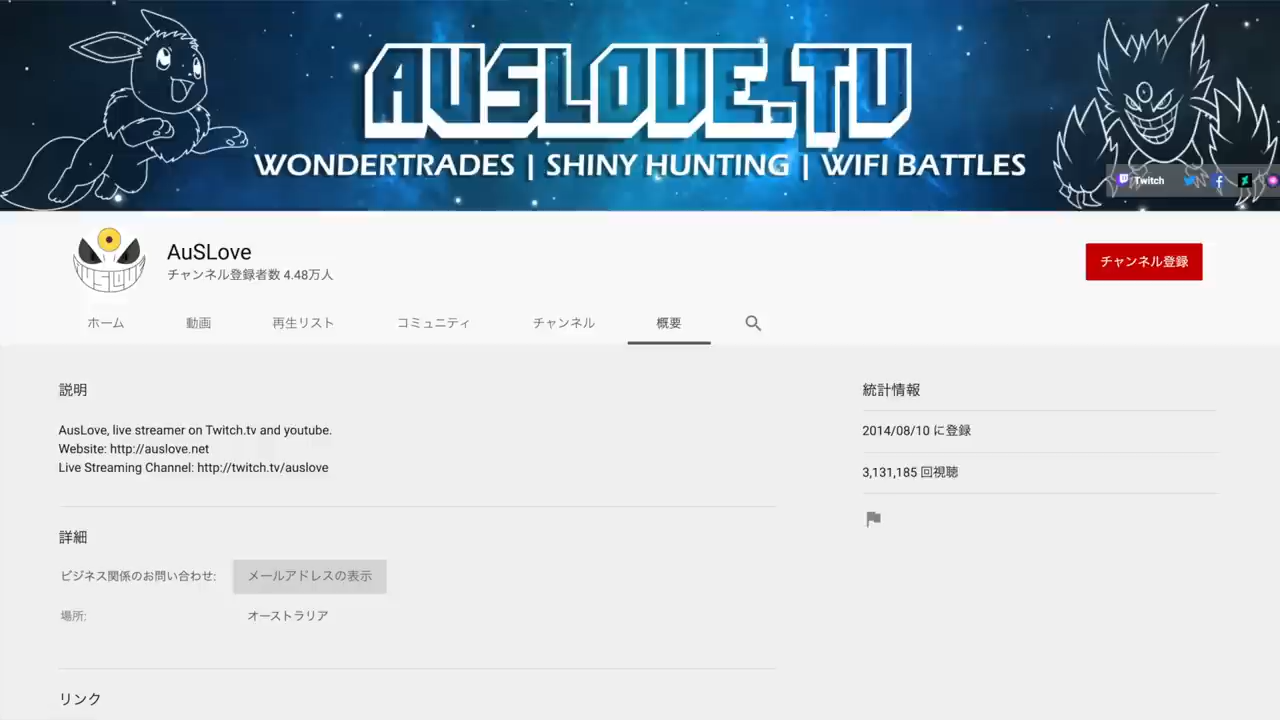 AUSLOVE.TV
WONDERTRADES | SHINY HUNTING | WIFI BATTLES
Twitch
AuSLove
チャンネル登録者数 4.48万人
チャンネル登録
ホーム 動画 再生リスト コミュニティ チャンネル 概要
説明
AusLove, live streamer on Twitch.tv and youtube.
Website: http://auslove.net
Live Streaming Channel: http://twitch.tv/auslove
統計情報
2014/08/10 に登録
3,131,185 回視聴
詳細
ビジネス関係のお問い合わせ: メールアドレスの表示
場所: オーストラリア
リンク